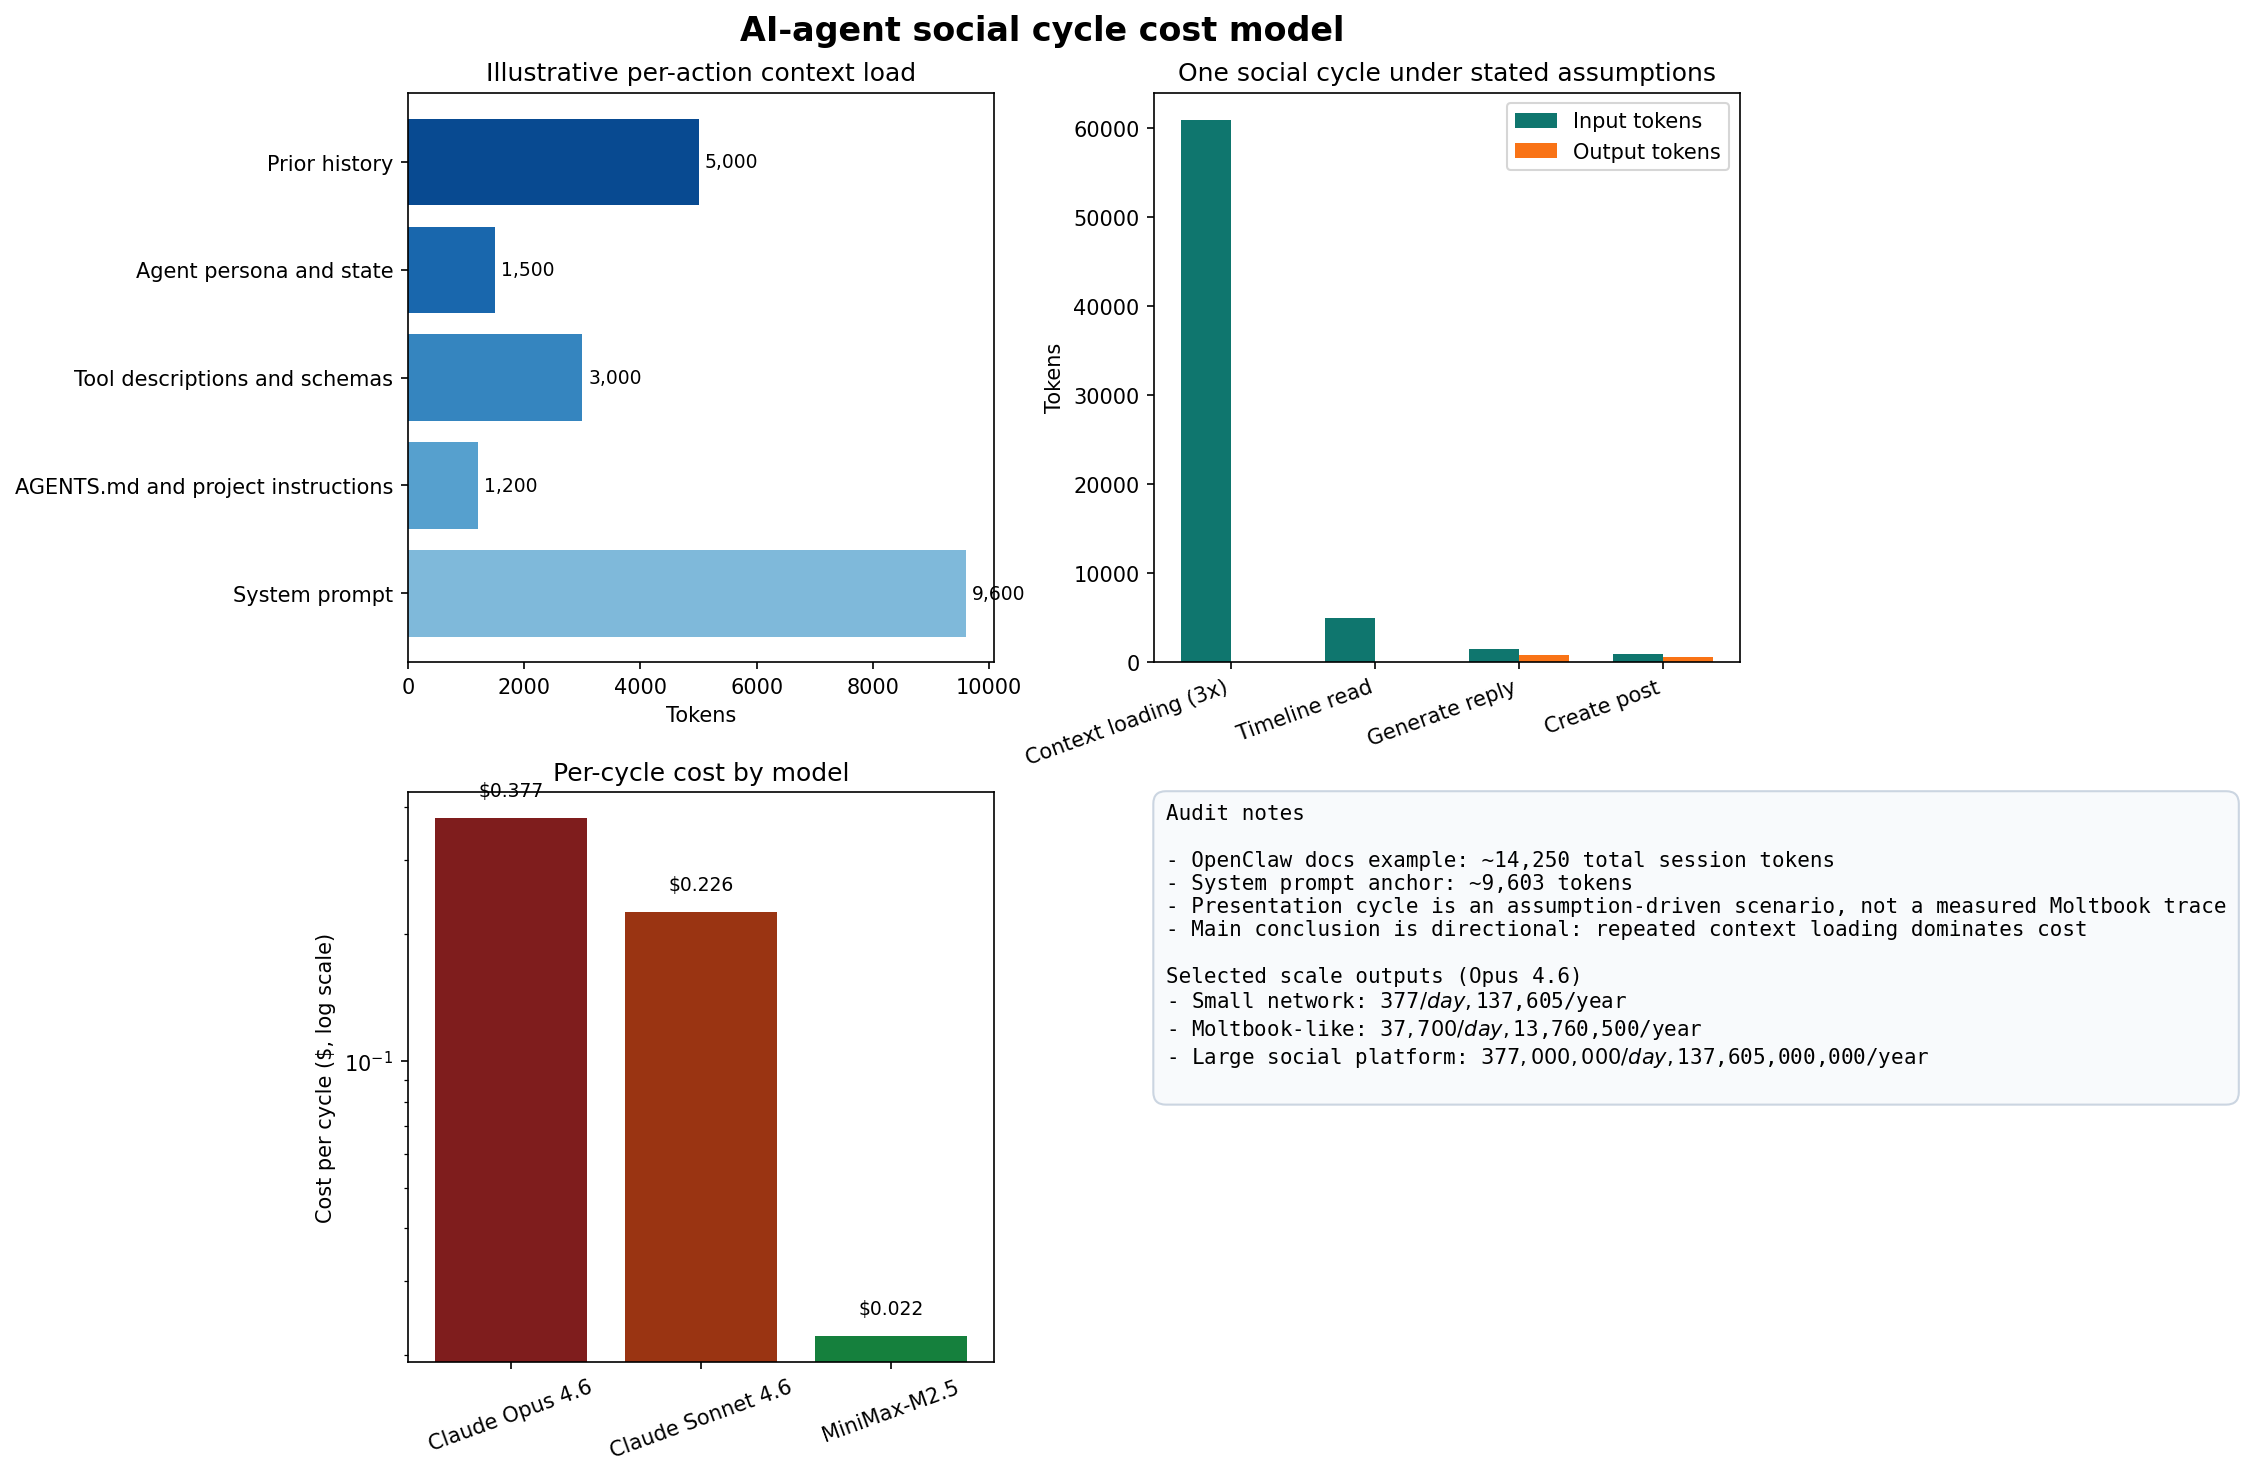 AI-agent social cycle cost model
Illustrative per-action context load
Prior history
5,000
Agent persona and state
1,500
Tool descriptions and schemas
3,000
AGENTS.md and project instructions
1,200
System prompt
9,600
0 2000 4000 6000 8000 10000
Tokens
One social cycle under stated assumptions
Input tokens
Output tokens
60000
50000
40000
30000
20000
10000
0
Tokens
Context loading (3x)
Timeline read
Generate reply
Create post
Per-cycle cost by model
$0.377
$0.226
$0.022
Cost per cycle ($, log scale)
10⁻¹
Claude Opus 4.6
Claude Sonnet 4.6
MiniMax-M2.5
Audit notes
- OpenClaw docs example: ~14,250 total session tokens
- System prompt anchor: ~9,603 tokens
- Presentation cycle is an assumption-driven scenario, not a measured Moltbook trace
- Main conclusion is directional: repeated context loading dominates cost
Selected scale outputs (Opus 4.6)
- Small network: 377/day,137,605/year
- Moltbook-like: 37,700/day,13,760,500/year
- Large social platform: 377,000,000/day,137,605,000,000/year